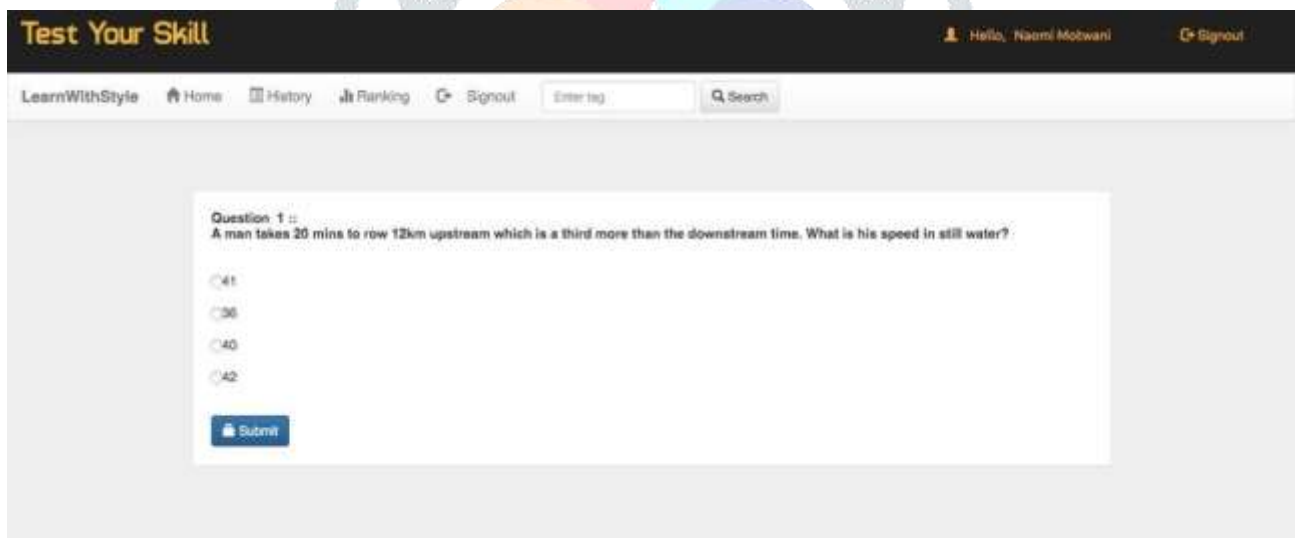 Test Your Skill
Hello, Naomi Motwani
Signout
LearnWithStyle Home History Ranking Signout Enter tag Search
Question 1 ::
A man takes 20 mins to row 12km upstream which is a third more than the downstream time. What is his speed in still water?
41
36
40
42
Submit